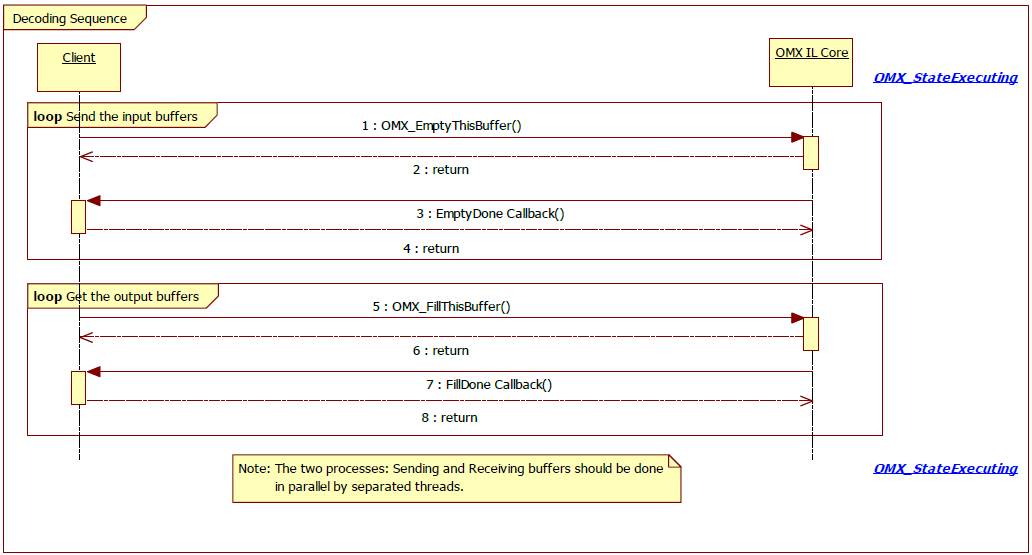 Decoding Sequence
Client
OMX IL Core
OMX_StateExecuting
loop Send the input buffers
1 : OMX_EmptyThisBuffer()
2 : return
3 : EmptyDone Callback()
4 : return
loop Get the output buffers
5 : OMX_FillThisBuffer()
6 : return
7 : FillDone Callback()
8 : return
Note: The two processes: Sending and Receiving buffers should be done
in parallel by separated threads.
OMX_StateExecuting